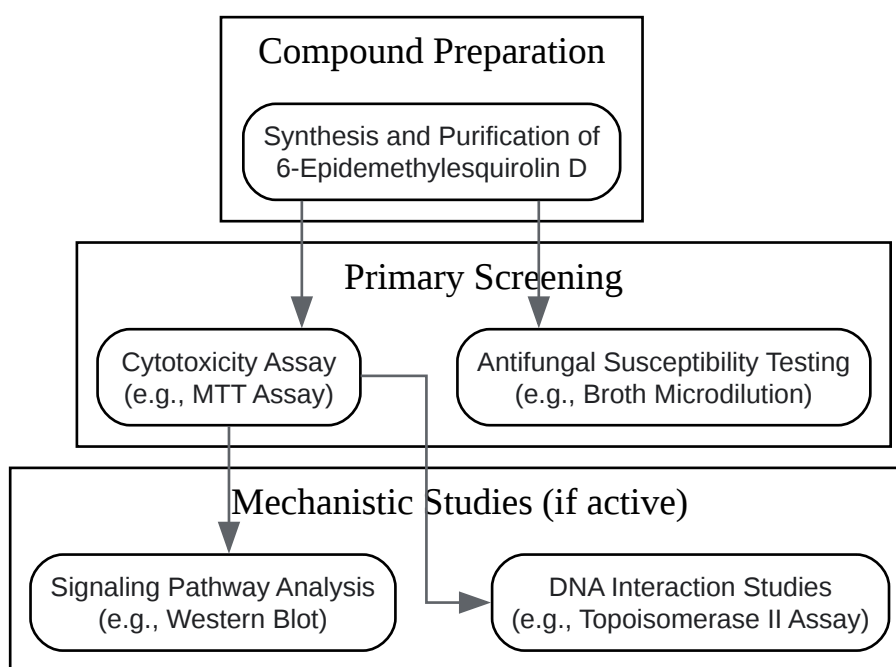 Compound Preparation
Synthesis and Purification of
6-Epidemethylesquirolin D
Primary Screening
Cytotoxicity Assay
(e.g., MTT Assay)
Antifungal Susceptibility Testing
(e.g., Broth Microdilution)
Mechanistic Studies (if active)
Signaling Pathway Analysis
(e.g., Western Blot)
DNA Interaction Studies
(e.g., Topoisomerase II Assay)